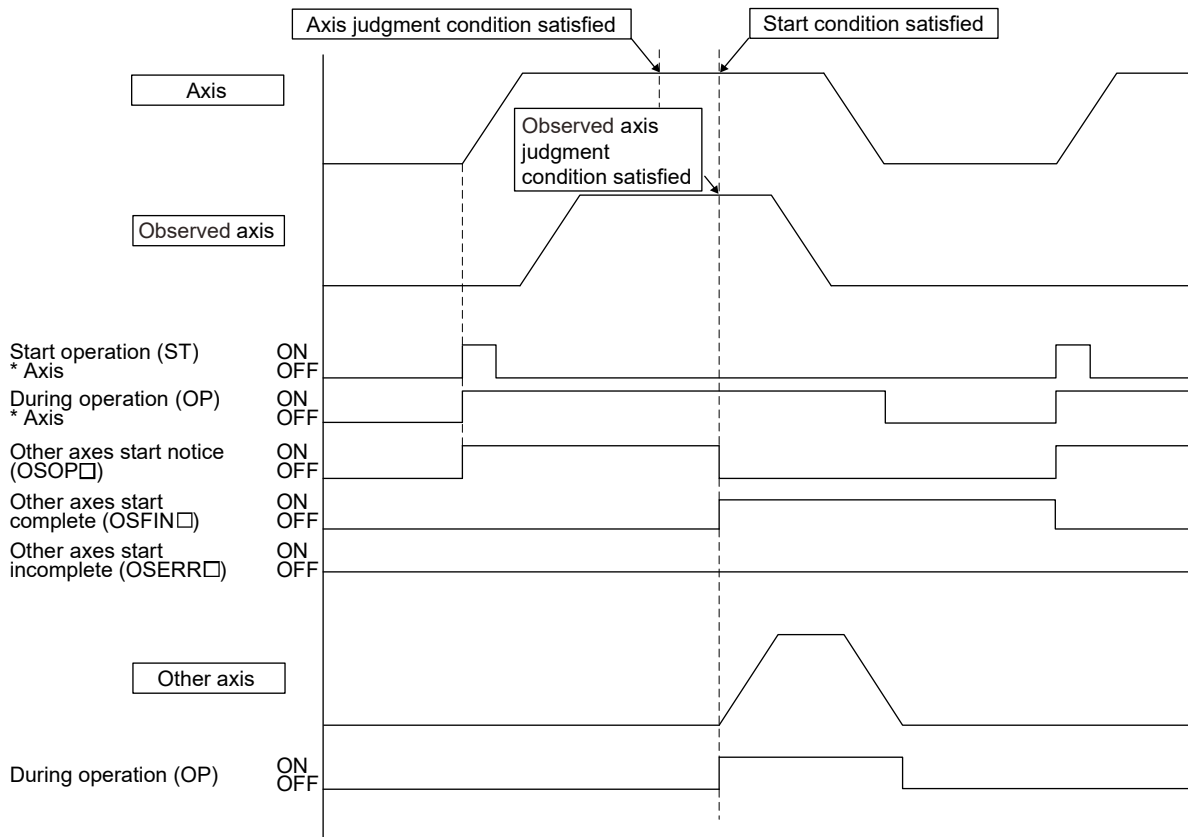 Axis judgment condition satisfied
Start condition satisfied
Axis
Observed axis
judgment
condition satisfied
Observed axis
Start operation (ST)
* Axis
ON
OFF
During operation (OP)
* Axis
ON
OFF
Other axes start notice
(OSOP□)
ON
OFF
Other axes start
complete (OSFIN□)
ON
OFF
Other axes start
incomplete (OSERR□)
ON
OFF
Other axis
During operation (OP)
ON
OFF